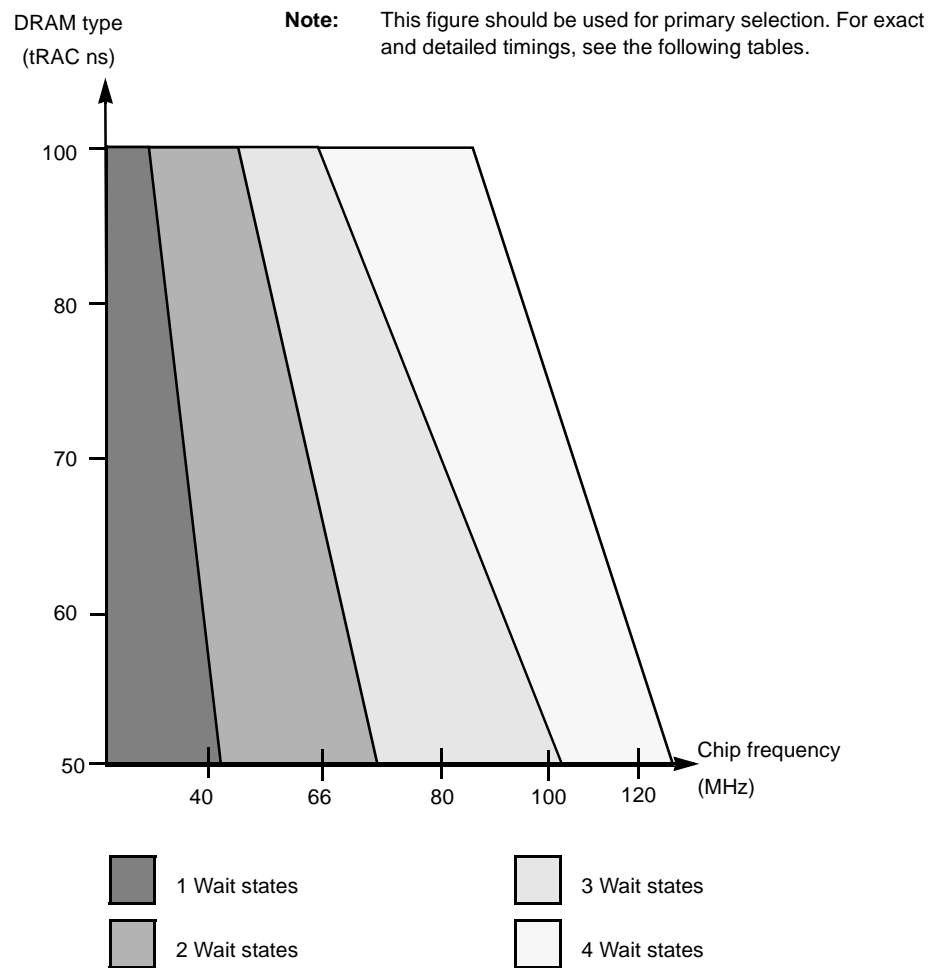 DRAM type
(tRAC ns)
Note: This figure should be used for primary selection. For exact
and detailed timings, see the following tables.
100
80
70
60
50
40 66 80 100 120
Chip frequency
(MHz)
1 Wait states
3 Wait states
2 Wait states
4 Wait states